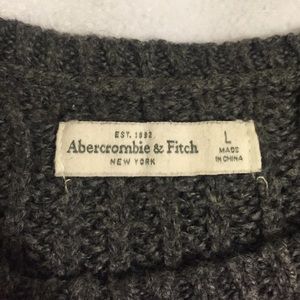 EST. 1892
Abercrombie & Fitch
NEW YORK
L
MADE
IN CHINA